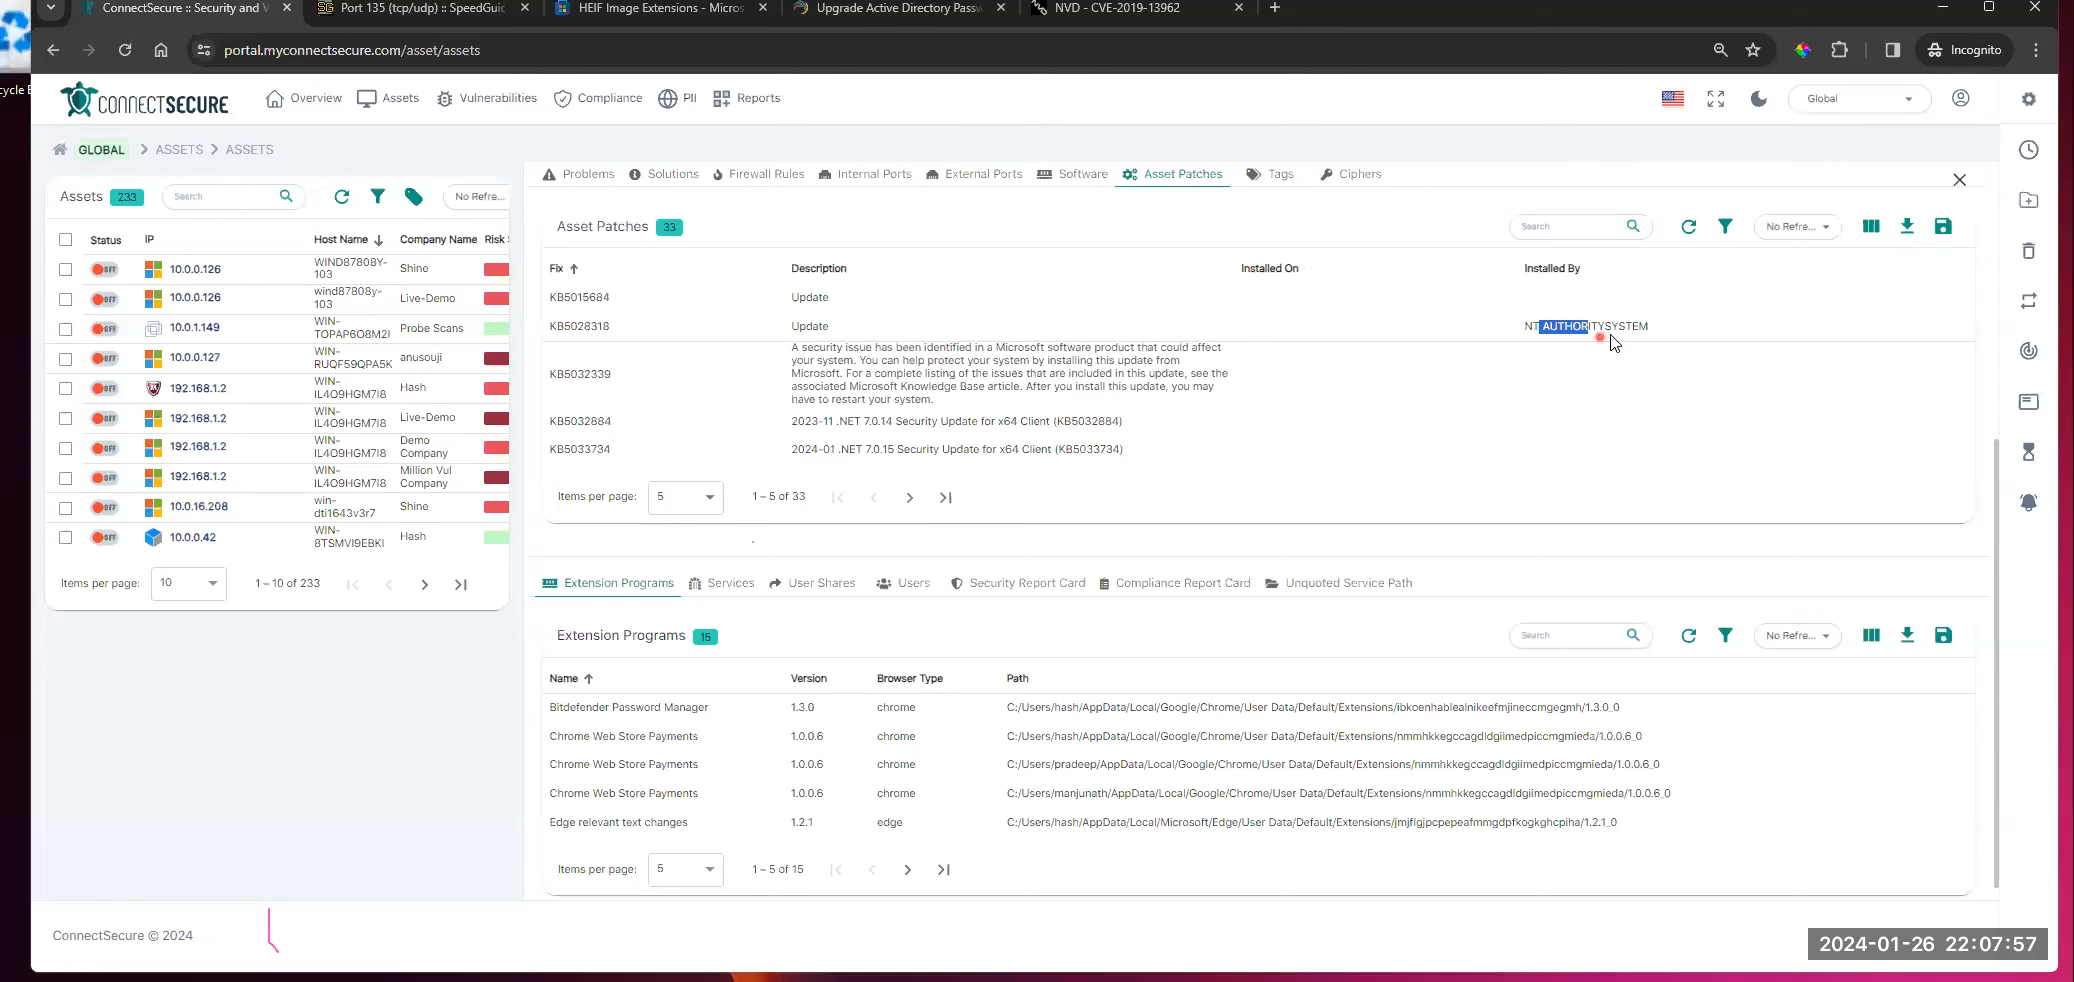 ConnectSecure :: Security and V
Port 135 (tcp/udp) :: SpeedGuid
HEIF Image Extensions - Micros
Upgrade Active Directory Passw
NVD - CVE-2019-13962
portal.myconnectsecure.com/asset/assets
Incognito
CONNECTSECURE
Overview
Assets
Vulnerabilities
Compliance
PII
Reports
Global
GLOBAL > ASSETS > ASSETS
Assets 233
Search
No Refre...
Status IP Host Name Company Name Risk
OFF 10.0.0.126 WIND87808Y-
103 Shine
OFF 10.0.0.126 wind87808y-
103 Live-Demo
OFF 10.0.1.149 WIN-
TOPAP6O8M2I Probe Scans
OFF 10.0.0.127 WIN-
RUQF59QPA5K anusouji
OFF 192.168.1.2 WIN-
IL4O9HGM7I8 Hash
OFF 192.168.1.2 WIN-
IL4O9HGM7I8 Live-Demo
OFF 192.168.1.2 WIN-
IL4O9HGM7I8 Demo
Company
OFF 192.168.1.2 WIN-
IL4O9HGM7I8 Million Vul
Company
OFF 10.0.16.208 win-
dti1643v3r7 Shine
OFF 10.0.0.42 WIN-
8TSMVI9EBKI Hash
Items per page: 10 1 – 10 of 233
Problems
Solutions
Firewall Rules
Internal Ports
External Ports
Software
Asset Patches
Tags
Ciphers
Asset Patches 33
Search
No Refre...
Fix Description Installed On Installed By
KB5015684 Update
KB5028318 Update NT AUTHORITYSYSTEM
KB5032339 A security issue has been identified in a Microsoft software product that could affect
your system. You can help protect your system by installing this update from
Microsoft. For a complete listing of the issues that are included in this update, see the
associated Microsoft Knowledge Base article. After you install this update, you may
have to restart your system.
KB5032884 2023-11 .NET 7.0.14 Security Update for x64 Client (KB5032884)
KB5033734 2024-01 .NET 7.0.15 Security Update for x64 Client (KB5033734)
Items per page: 5 1 – 5 of 33
Extension Programs
Services
User Shares
Users
Security Report Card
Compliance Report Card
Unquoted Service Path
Extension Programs 15
Search
No Refre...
Name Version Browser Type Path
Bitdefender Password Manager 1.3.0 chrome C:/Users/hash/AppData/Local/Google/Chrome/User Data/Default/Extensions/ibkoenhablealnikeefmjineccmgegmh/1.3.0_0
Chrome Web Store Payments 1.0.0.6 chrome C:/Users/hash/AppData/Local/Google/Chrome/User Data/Default/Extensions/nmmhkkegccagdldgiimedpiccmgmieda/1.0.0.6_0
Chrome Web Store Payments 1.0.0.6 chrome C:/Users/pradeep/AppData/Local/Google/Chrome/User Data/Default/Extensions/nmmhkkegccagdldgiimedpiccmgmieda/1.0.0.6_0
Chrome Web Store Payments 1.0.0.6 chrome C:/Users/manjunath/AppData/Local/Google/Chrome/User Data/Default/Extensions/nmmhkkegccagdldgiimedpiccmgmieda/1.0.0.6_0
Edge relevant text changes 1.2.1 edge C:/Users/hash/AppData/Local/Microsoft/Edge/User Data/Default/Extensions/jmjflgjpcpepeafmmgdpfkogkghcpiha/1.2.1_0
Items per page: 5 1 – 5 of 15
ConnectSecure © 2024
2024-01-26 22:07:57